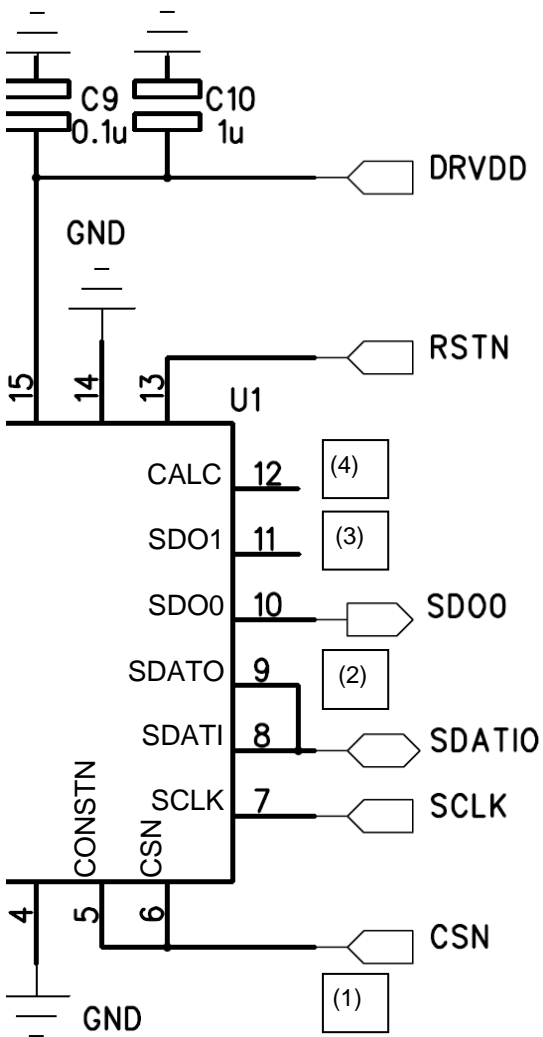 C9
0.1u
C10
1u
DRVDD
GND
RSTN
15
14
13
U1
CALC
12
(4)
SDO1
11
(3)
SDO0
10
SDO0
SDATO
9
(2)
SDATI
8
SDATIO
SCLK
7
SCLK
CONSTN
CSN
4
5
6
CSN
(1)
GND